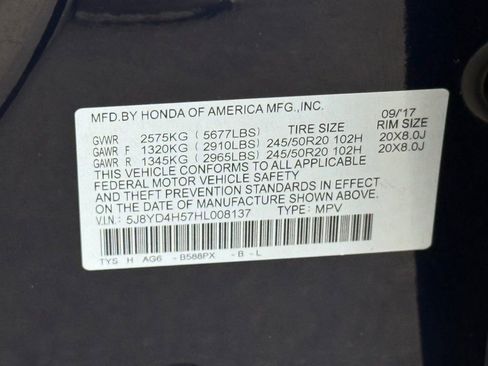 MFD.BY HONDA OF AMERICA MFG.,INC. 09/'17
TIRE SIZE RIM SIZE
GVWR 2575KG (5677LBS)
GAWR F 1320KG (2910LBS) 245/50R20 102H 20X8.0J
GAWR R 1345KG (2965LBS) 245/50R20 102H 20X8.0J
THIS VEHICLE CONFORMS TO ALL APPLICABLE
FEDERAL MOTOR VEHICLE SAFETY
AND THEFT PREVENTION STANDARDS IN EFFECT
ON THE DATE OF MANUFACTURE SHOWN ABOVE.
V.I.N.: 5J8YD4H57HL008137 TYPE: MPV
TYS H AG6 -B588PX -B -L